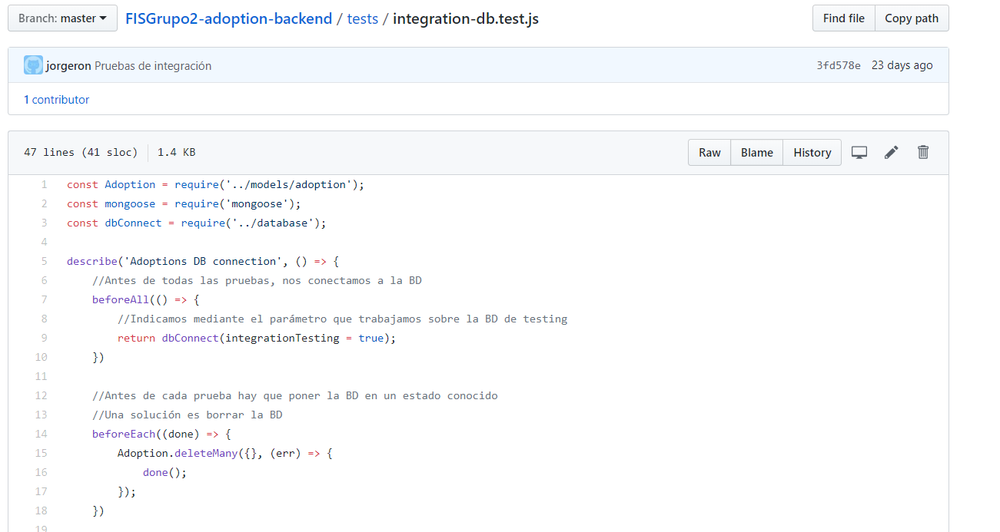 Branch: master FISGrupo2-adoption-backend / tests / integration-db.test.js Find file Copy path
jorgeron Pruebas de integración 3fd578e 23 days ago
1 contributor
47 lines (41 sloc) 1.4 KB Raw Blame History
1 const Adoption = require('../models/adoption');
2 const mongoose = require('mongoose');
3 const dbConnect = require('../database');
4
5 describe('Adoptions DB connection', () => {
6 //Antes de todas las pruebas, nos conectamos a la BD
7 beforeAll(() => {
8 //Indicamos mediante el parámetro que trabajamos sobre la BD de testing
9 return dbConnect(integrationTesting = true);
10 })
11
12 //Antes de cada prueba hay que poner la BD en un estado conocido
13 //Una solución es borrar la BD
14 beforeEach((done) => {
15 Adoption.deleteMany({}, (err) => {
16 done();
17 });
18 })
19